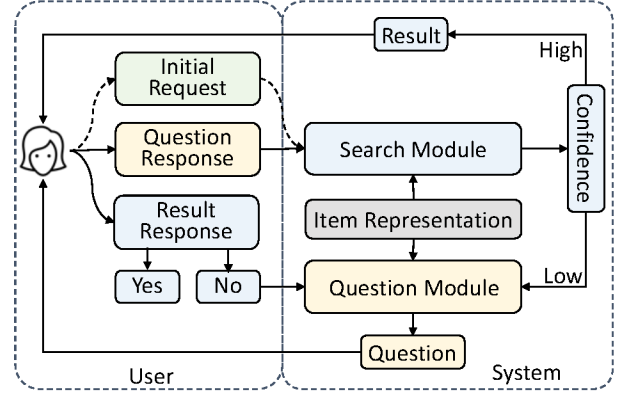 Result
High
Initial
Request
Question
Response
Search Module
Confidence
Result
Response
Item Representation
Yes
No
Question Module
Low
Question
User
System